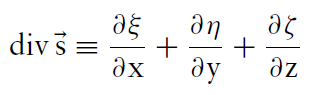 div s⃗ ≡ ∂ξ/∂x + ∂η/∂y + ∂ζ/∂z